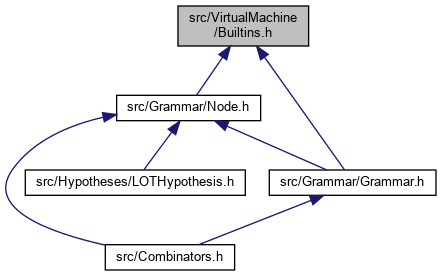 src/VirtualMachine
/Builtins.h
src/Grammar/Node.h
src/Hypotheses/LOTHypothesis.h
src/Grammar/Grammar.h
src/Combinators.h